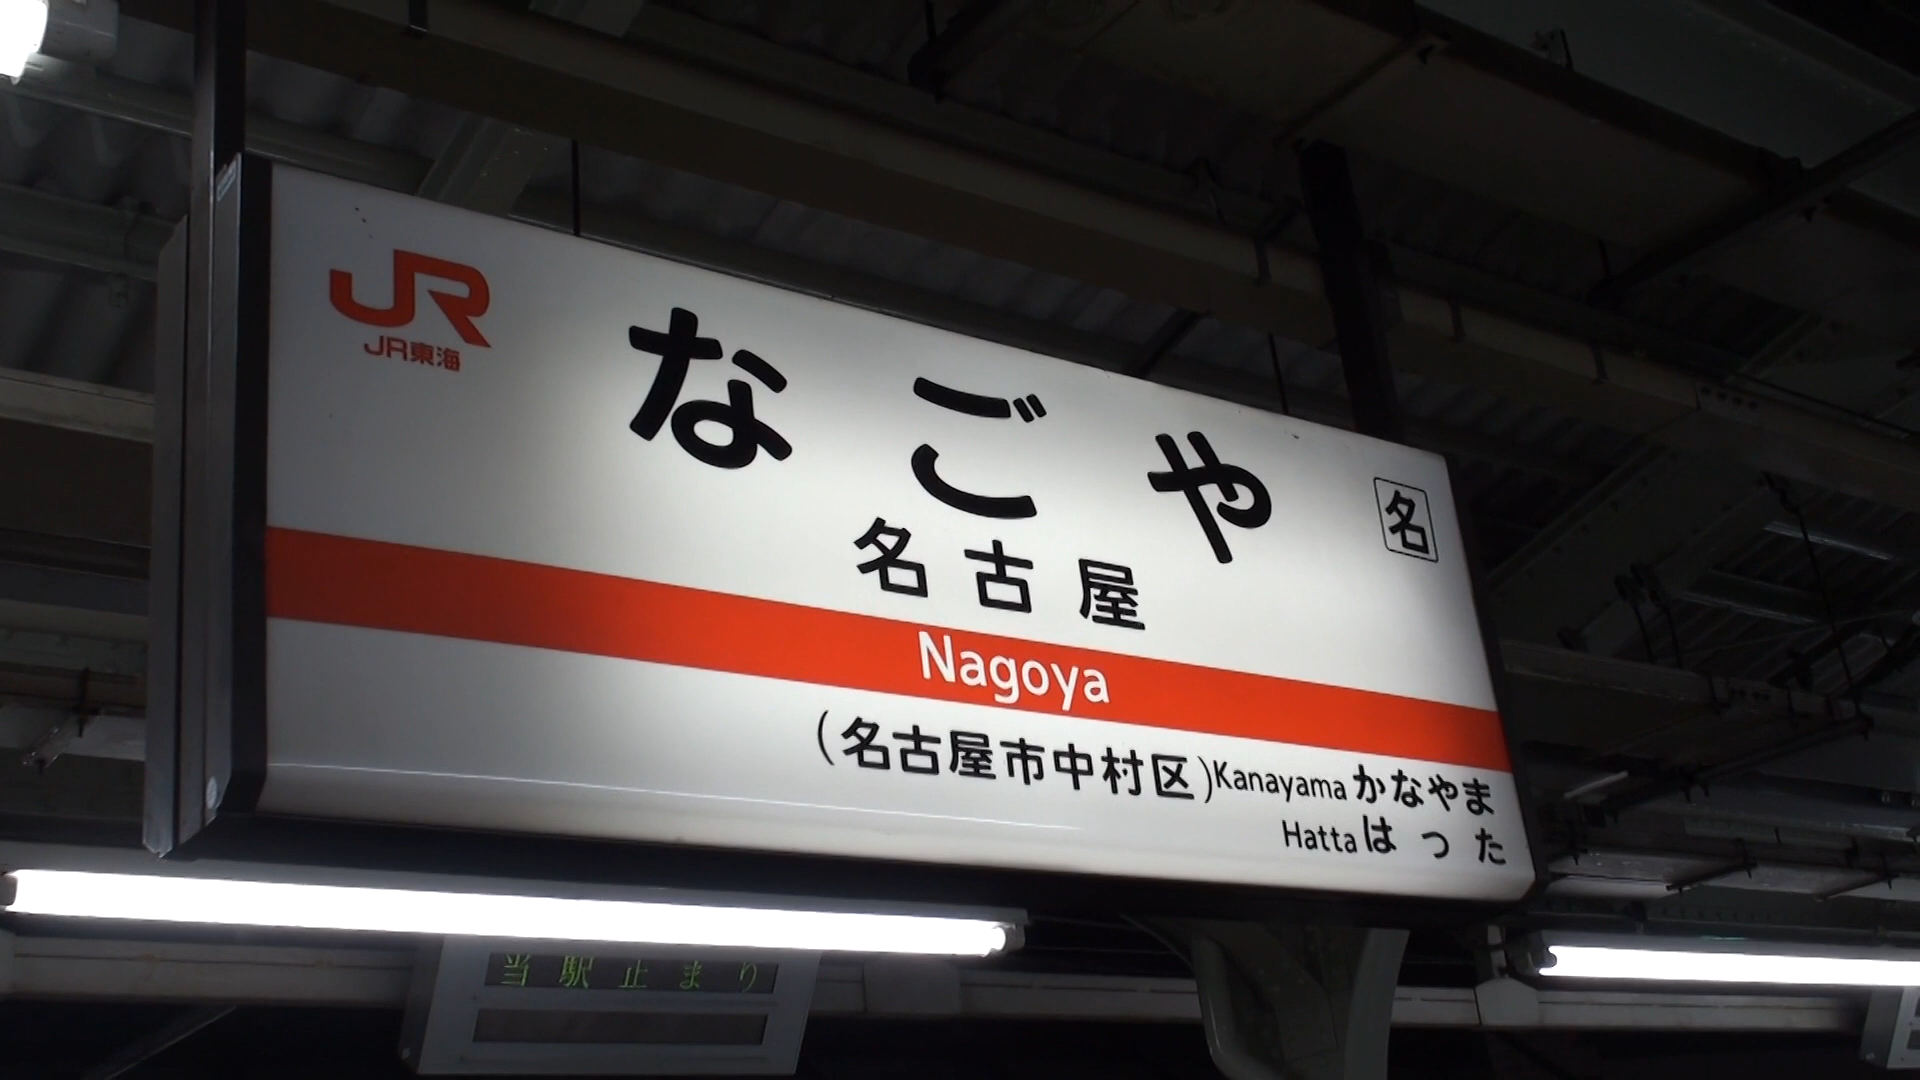 JR
JR東海
なごや
名
名古屋
Nagoya
(名古屋市中村区)
Kanayama かなやま
Hatta はった
当駅止まり